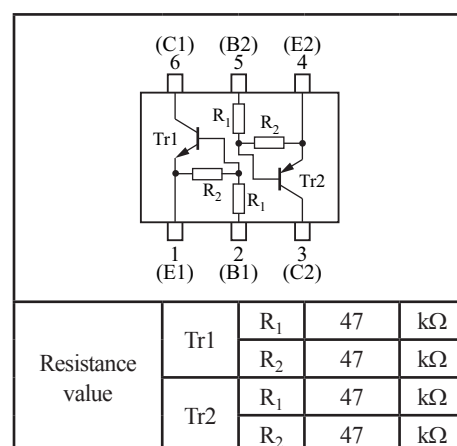 (C1) (B2) (E2)
6 5 4
R1 R2
Tr1
Tr2
R2 R1
1 2 3
(E1) (B1) (C2)
Resistance value Tr1 R1 47 kΩ
R2 47 kΩ
Tr2 R1 47 kΩ
R2 47 kΩ